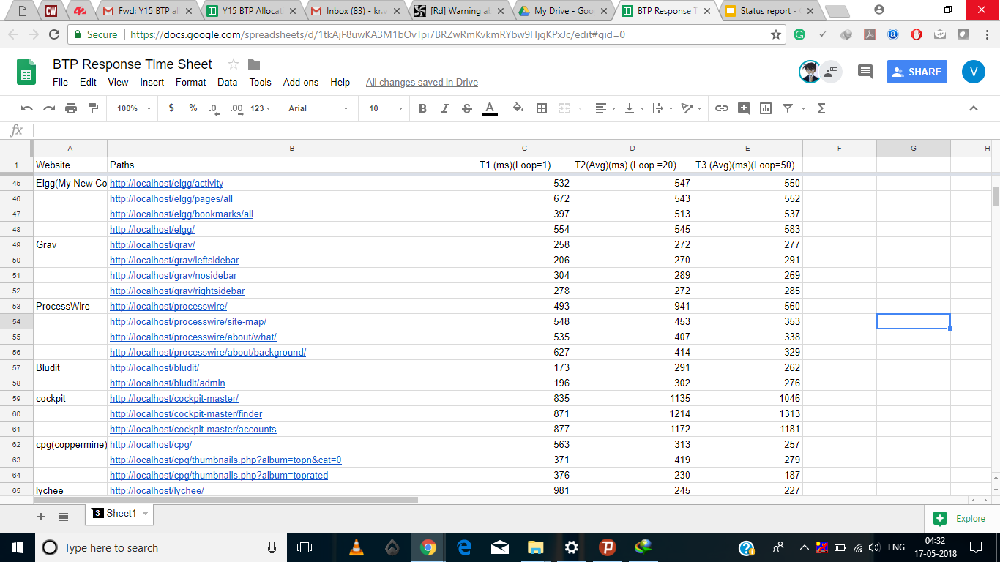 Fwd: Y15 BTP al
Y15 BTP Allocat
Inbox (83) - kr.v
[Rd] Warning a
My Drive - Goo
BTP Response T
Status report -
Secure https://docs.google.com/spreadsheets/d/1tkAjF8uwKA3M1bOvTpi7BRZwRmKvkmRYbw9HjgKPxJc/edit#gid=0
BTP Response Time Sheet
File Edit View Insert Format Data Tools Add-ons Help All changes saved in Drive
SHARE
V
100% $ % .0 .00 123 Arial 10 B I S A
fx
A B C D E F G H
1 Website Paths T1 (ms)(Loop=1) T2(Avg)(ms) (Loop =20) T3 (Avg)(ms)(Loop=50)
45 Elgg(My New Co http://localhost/elgg/activity 532 547 550
46 http://localhost/elgg/pages/all 672 543 552
47 http://localhost/elgg/bookmarks/all 397 513 537
48 http://localhost/elgg/ 554 545 583
49 Grav http://localhost/grav/ 258 272 277
50 http://localhost/grav/leftsidebar 206 270 291
51 http://localhost/grav/nosidebar 304 289 269
52 http://localhost/grav/rightsidebar 278 272 285
53 ProcessWire http://localhost/processwire/ 493 941 560
54 http://localhost/processwire/site-map/ 548 453 353
55 http://localhost/processwire/about/what/ 535 407 338
56 http://localhost/processwire/about/background/ 627 414 329
57 Bludit http://localhost/bludit/ 173 291 262
58 http://localhost/bludit/admin 196 302 276
59 cockpit http://localhost/cockpit-master/ 835 1135 1046
60 http://localhost/cockpit-master/finder 871 1214 1313
61 http://localhost/cockpit-master/accounts 877 1172 1181
62 cpg(coppermine) http://localhost/cpg/ 563 313 257
63 http://localhost/cpg/thumbnails.php?album=topn&cat=0 371 419 279
64 http://localhost/cpg/thumbnails.php?album=toprated 376 230 187
65 lychee http://localhost/lychee/ 981 245 227
3 Sheet1
Explore
Type here to search
ENG
04:32
17-05-2018